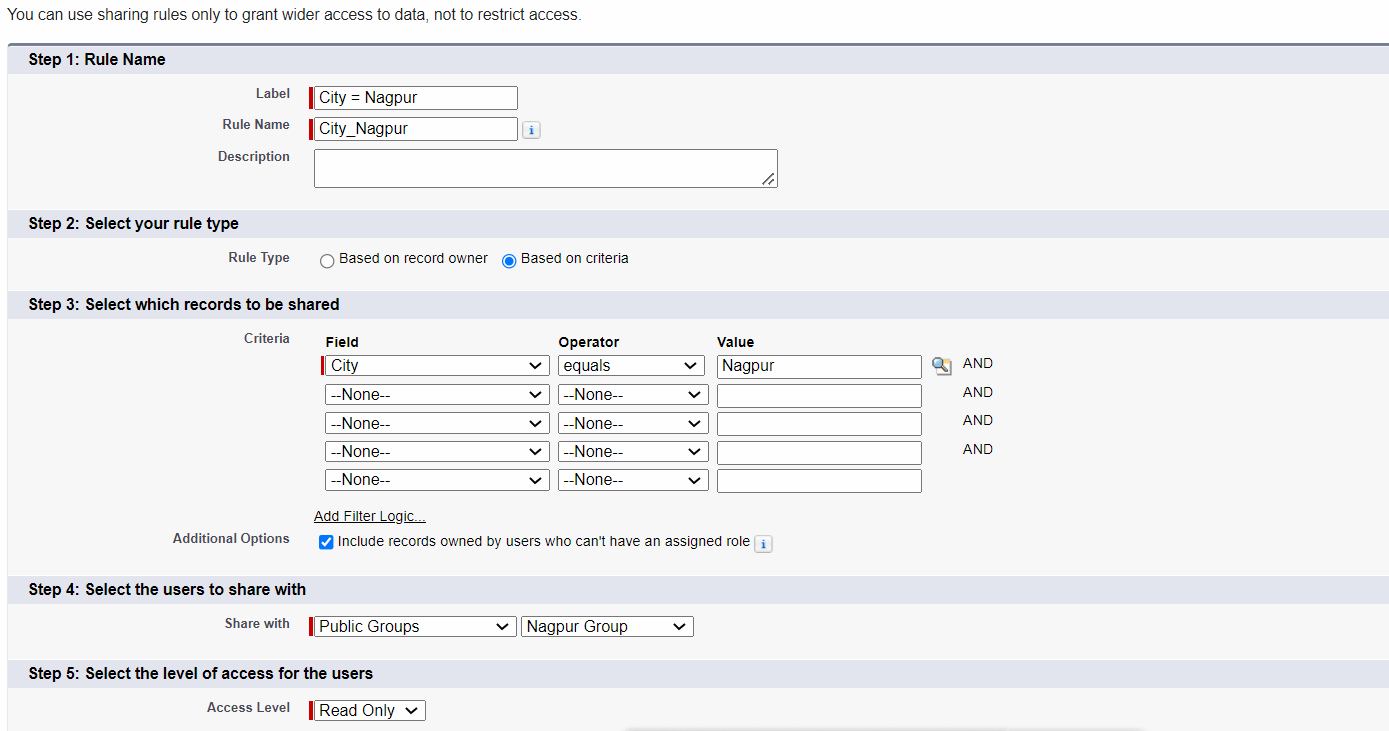 You can use sharing rules only to grant wider access to data, not to restrict access.
Step 1: Rule Name
Label City = Nagpur
Rule Name City_Nagpur i
Description
Step 2: Select your rule type
Rule Type Based on record owner Based on criteria
Step 3: Select which records to be shared
Criteria Field Operator Value
City equals Nagpur AND
--None-- --None-- AND
--None-- --None-- AND
--None-- --None-- AND
--None-- --None--
Add Filter Logic...
Additional Options Include records owned by users who can't have an assigned role i
Step 4: Select the users to share with
Share with Public Groups Nagpur Group
Step 5: Select the level of access for the users
Access Level Read Only